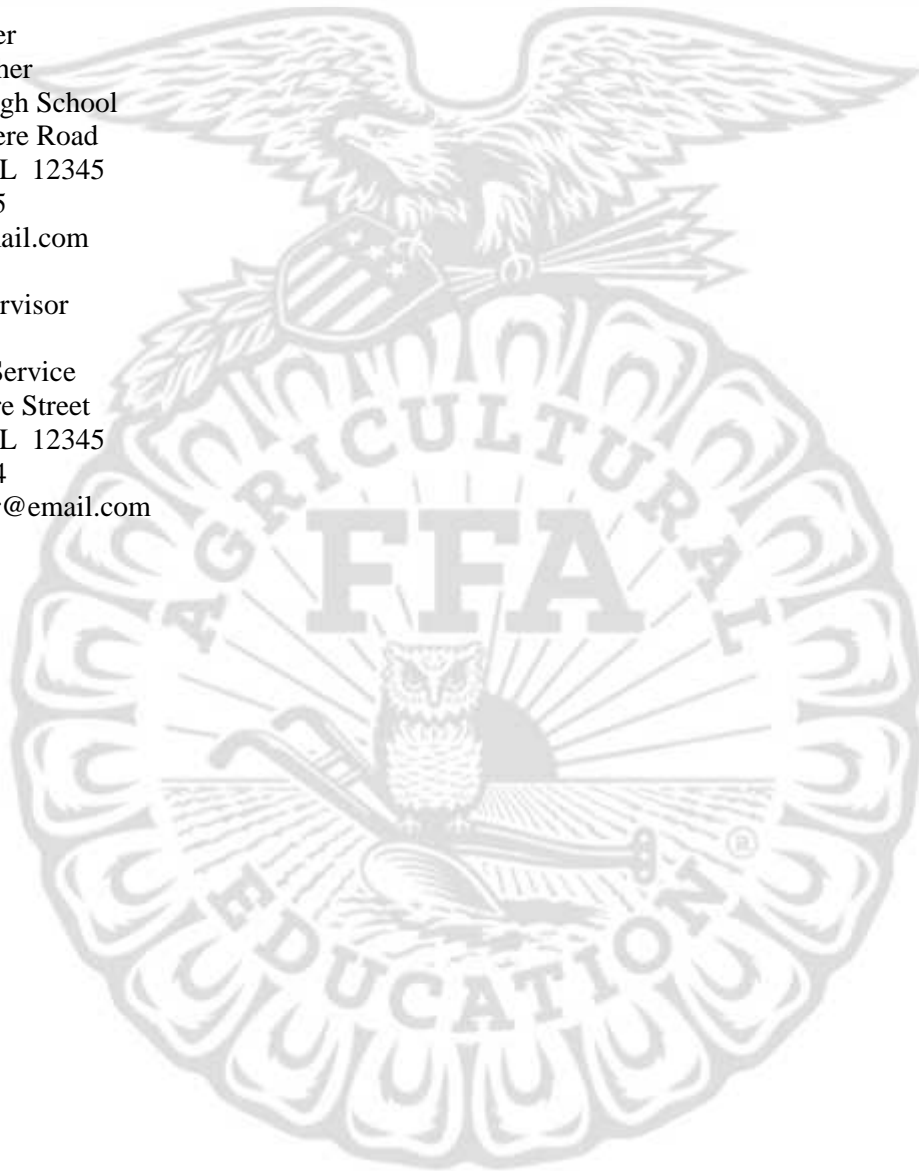 er
her
gh School
ere Road
L 12345
5
ail.com
rvisor
Service
re Street
L 12345
4
r@email.com
AGRICULTURAL
FFA
EDUCATION
®